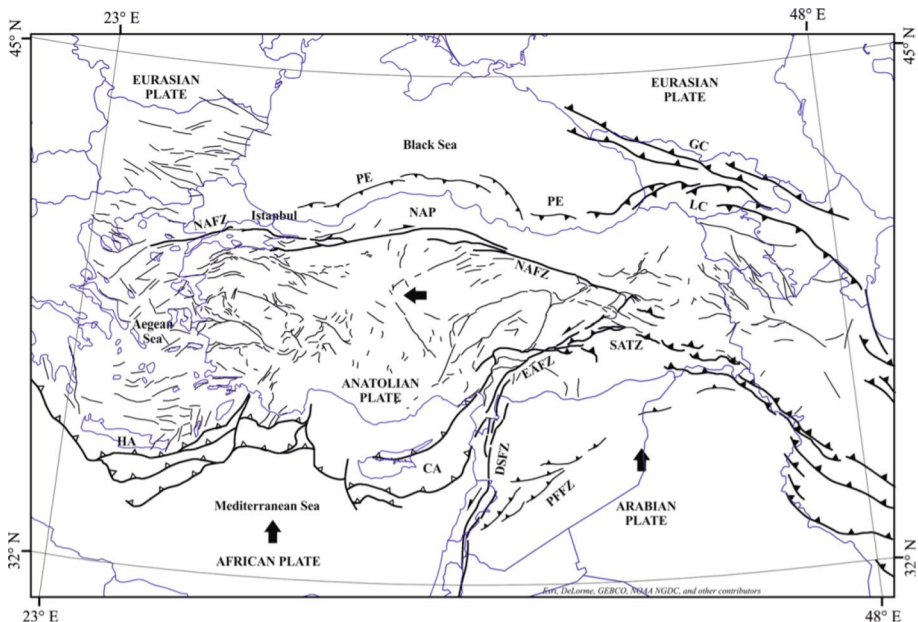 23° E
48° E
45° N
45° N
EURASIAN
PLATE
EURASIAN
PLATE
Black Sea
GC
PE
PE
LC
NAFZ
Istanbul
NAP
NAFZ
Aegean
Sea
SATZ
EAFZ
ANATOLIAN
PLATE
HA
CA
DSFZ
PFFZ
Mediterranean Sea
ARABIAN
PLATE
AFRICAN PLATE
32° N
32° N
Esri, DeLorme, GEBCO, NOAA NGDC, and other contributors
23° E
48° E